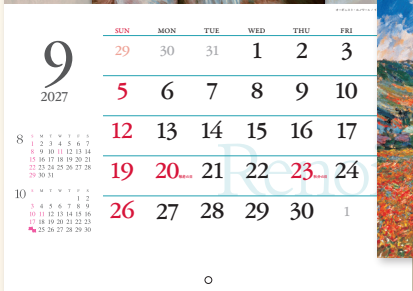 9
2027
SUN MON TUE WED THU FRI
29 30 31 1 2 3
5 6 7 8 9 10
12 13 14 15 16 17
19 20 21 22 23 24
26 27 28 29 30 1
Reno
8
S M T W T F S
1 2 3 4 5 6 7
8 9 10 11 12 13 14
15 16 17 18 19 20 21
22 23 24 25 26 27 28
29 30 31
10
S M T W T F S
1 2
3 4 5 6 7 8 9
10 11 12 13 14 15 16
17 18 19 20 21 22 23
25 26 27 28 29 30